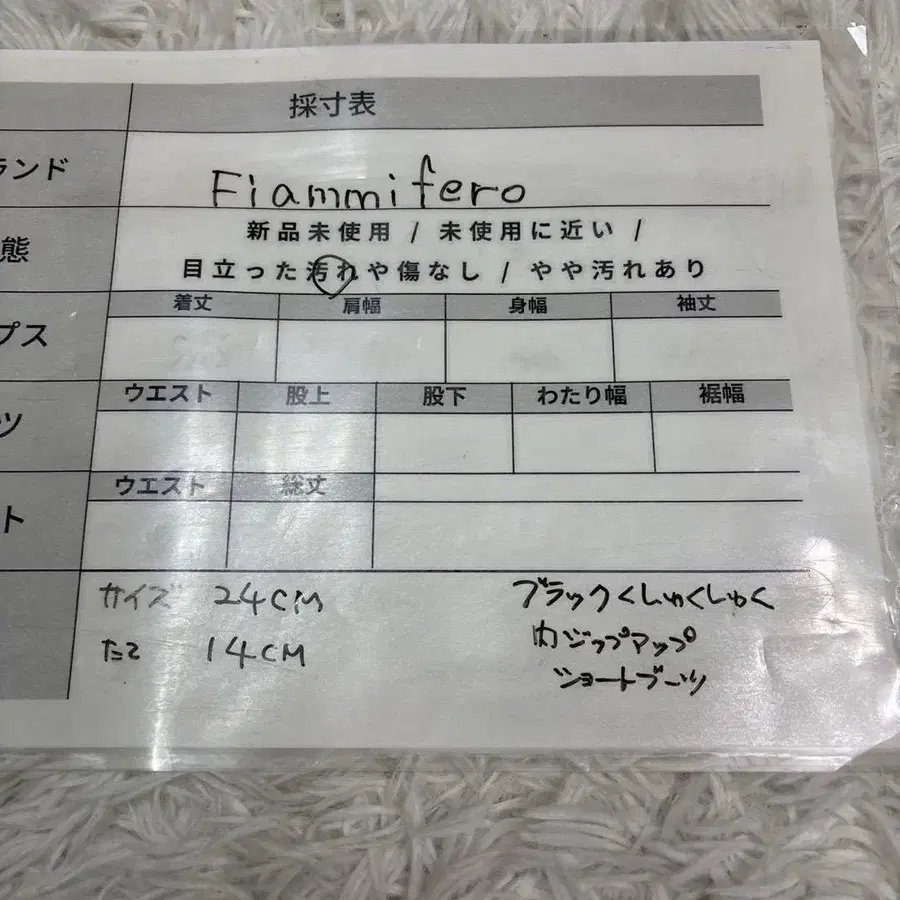 採寸表
ランド
Fiammifero
態
新品未使用 / 未使用に近い /
目立った汚れや傷なし / やや汚れあり
プス
着丈 肩幅 身幅 袖丈
ツ
ウエスト 股上 股下 わたり幅 裾幅
ト
ウエスト 総丈
サイズ 24CM
ブラックくしゅくしゅく
たて 14CM
内ジップアップ
ショートブーツ